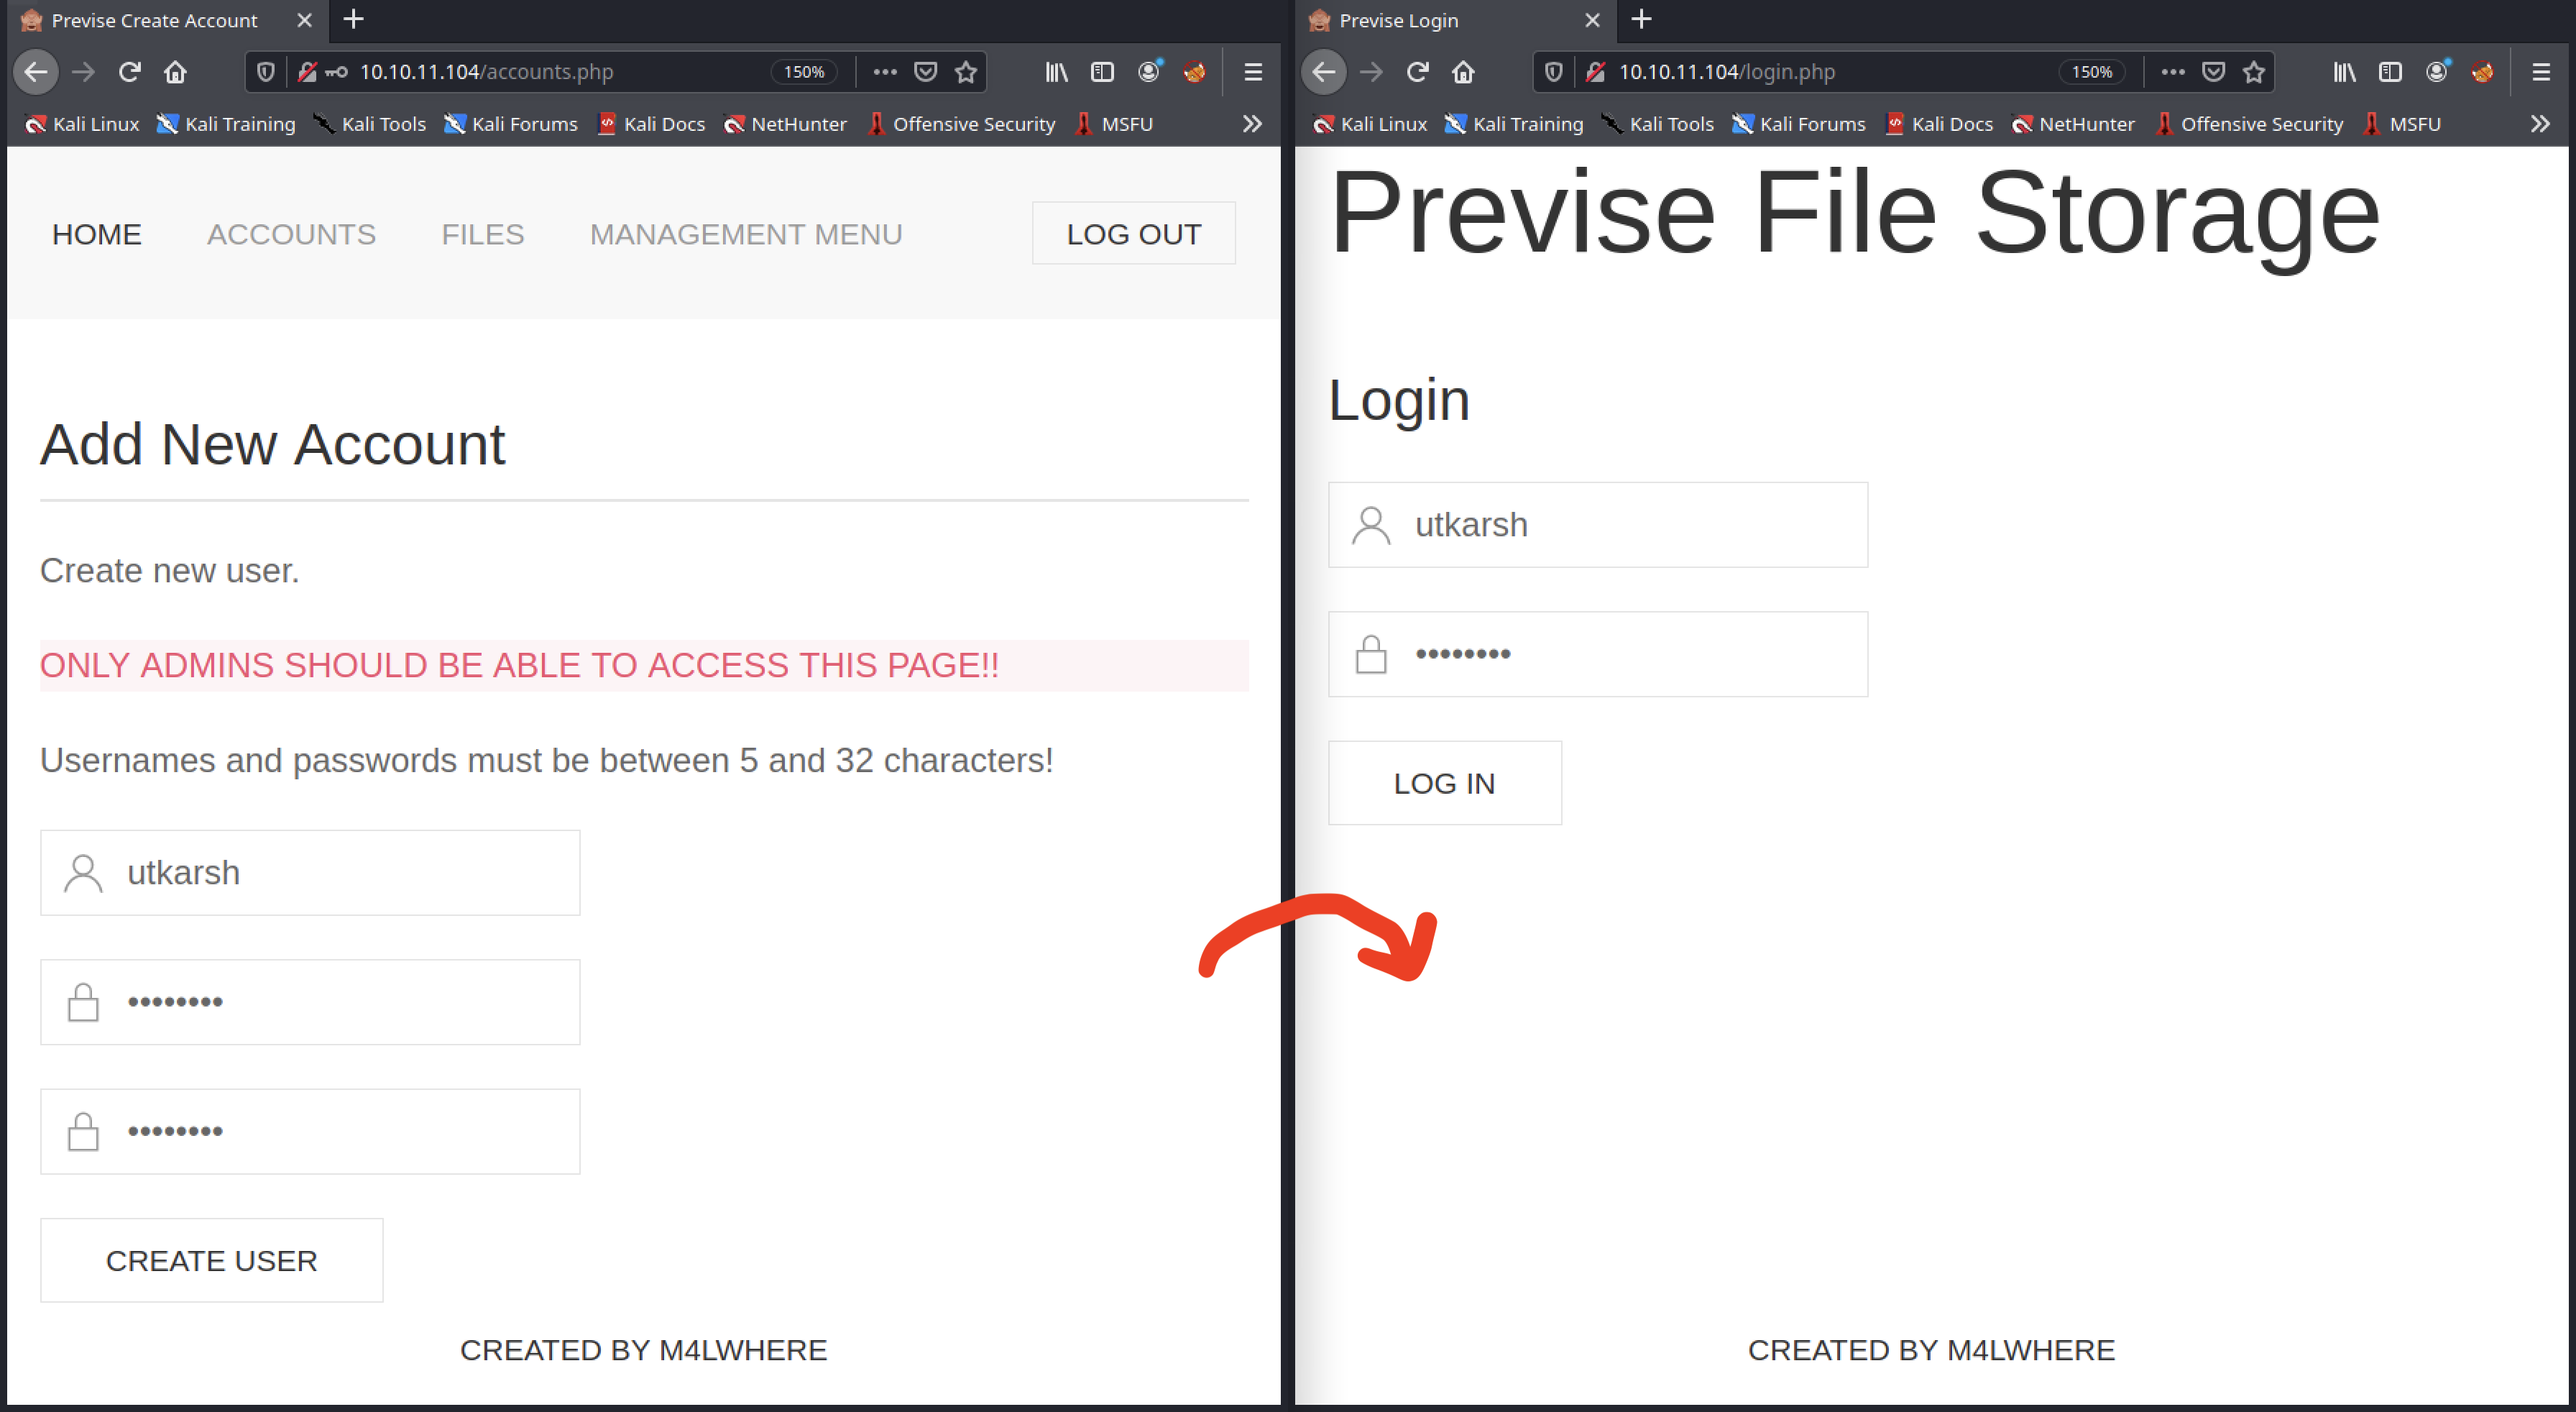 Previse Create Account
10.10.11.104/accounts.php
150%
Kali Linux Kali Training Kali Tools Kali Forums Kali Docs NetHunter Offensive Security MSFU
HOME ACCOUNTS FILES MANAGEMENT MENU LOG OUT
Add New Account
Create new user.
ONLY ADMINS SHOULD BE ABLE TO ACCESS THIS PAGE!!
Usernames and passwords must be between 5 and 32 characters!
utkarsh
••••••••
••••••••
CREATE USER
CREATED BY M4LWHERE
Previse Login
10.10.11.104/login.php
150%
Kali Linux Kali Training Kali Tools Kali Forums Kali Docs NetHunter Offensive Security MSFU
Previse File Storage
Login
utkarsh
••••••••
LOG IN
CREATED BY M4LWHERE